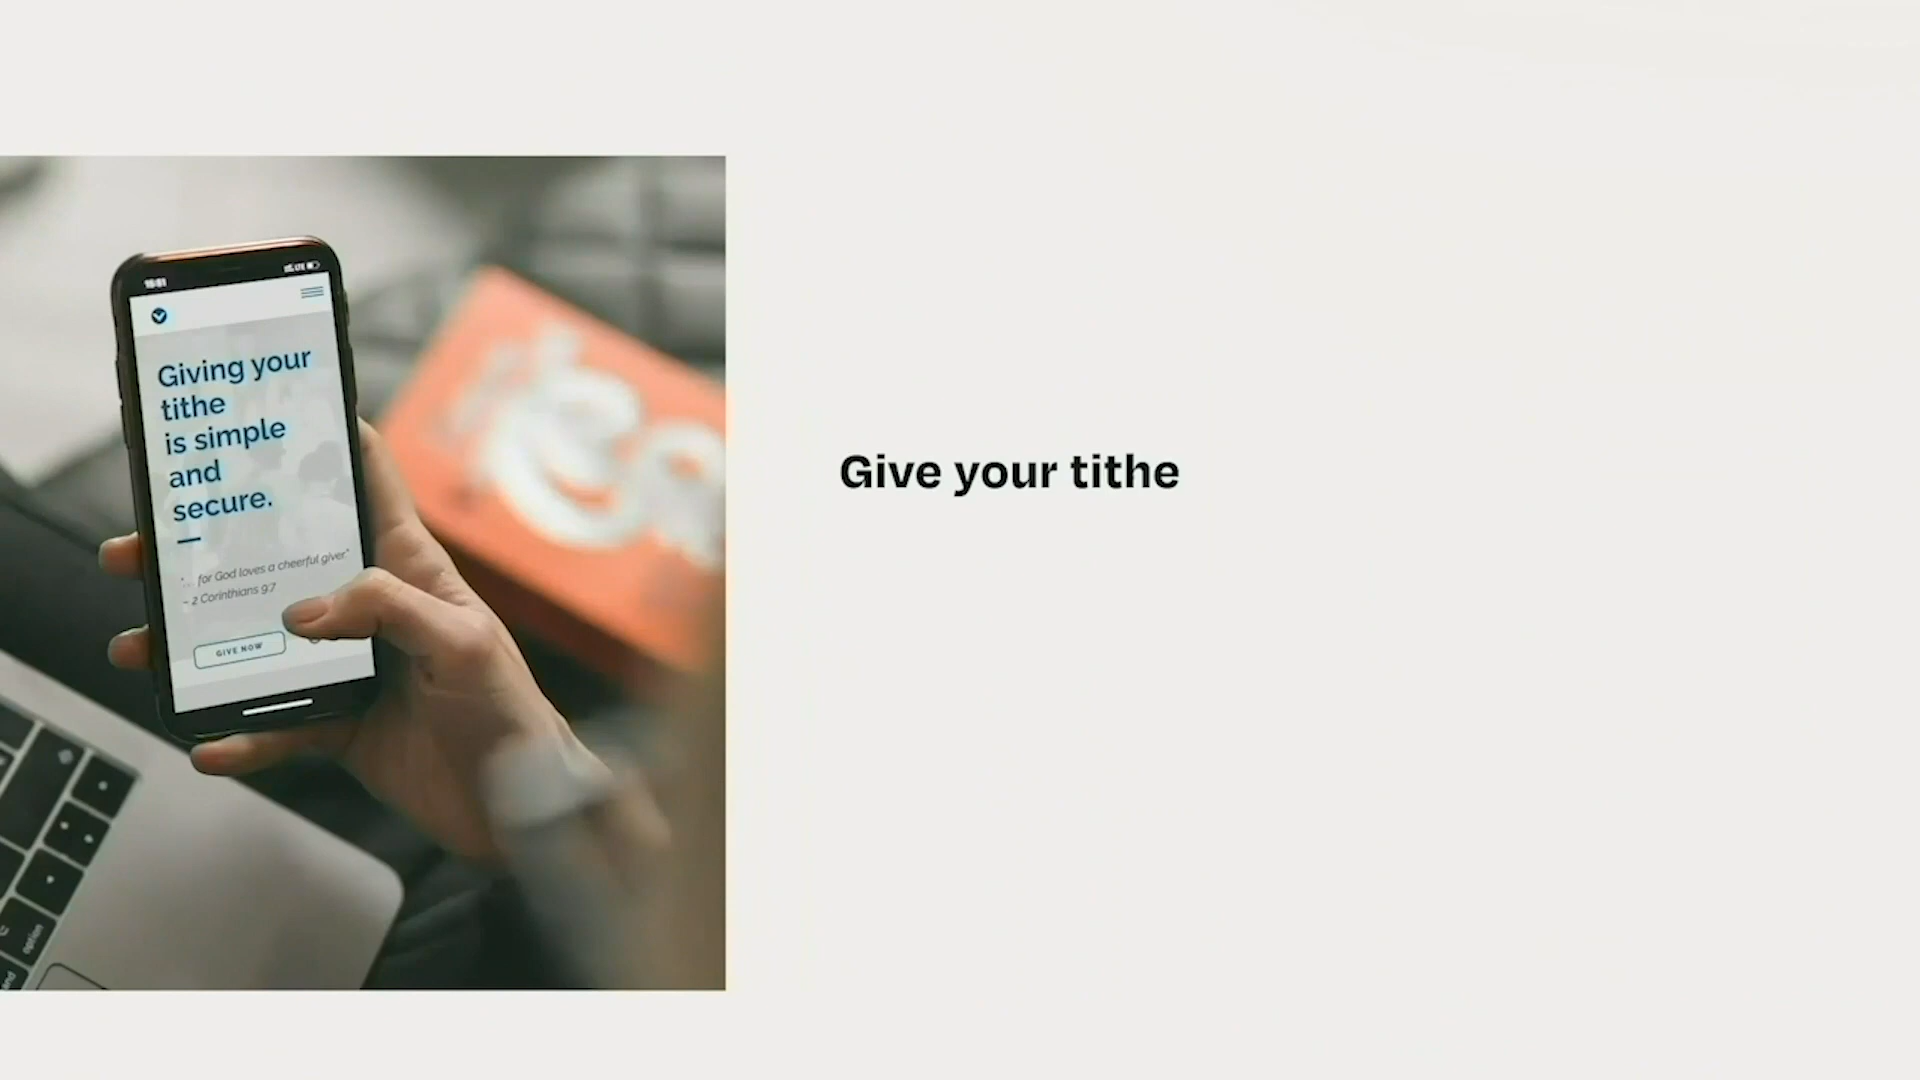 Giving your
tithe
is simple
and
secure.
"... for God loves a cheerful giver."
- 2 Corinthians 9:7
GIVE NOW
option
Give your tithe